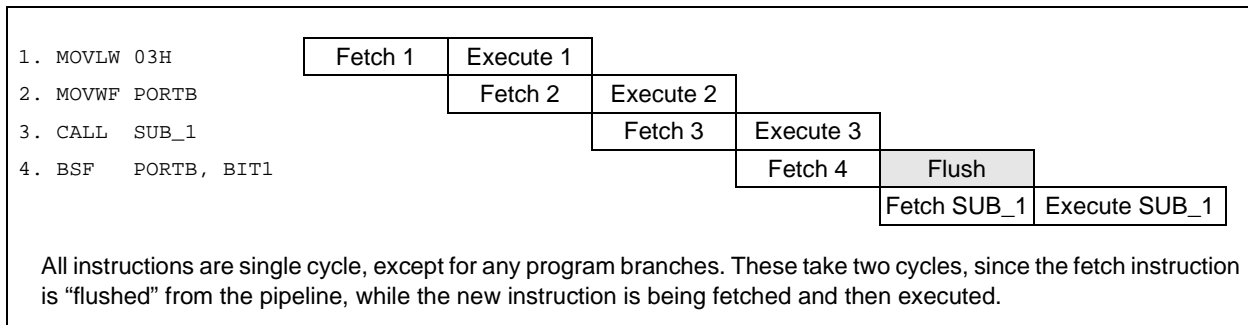 1. MOVLW 03H Fetch 1 Execute 1
2. MOVWF PORTB Fetch 2 Execute 2
3. CALL SUB_1 Fetch 3 Execute 3
4. BSF PORTB, BIT1 Fetch 4 Flush
Fetch SUB_1 Execute SUB_1
All instructions are single cycle, except for any program branches. These take two cycles, since the fetch instruction
is “flushed” from the pipeline, while the new instruction is being fetched and then executed.